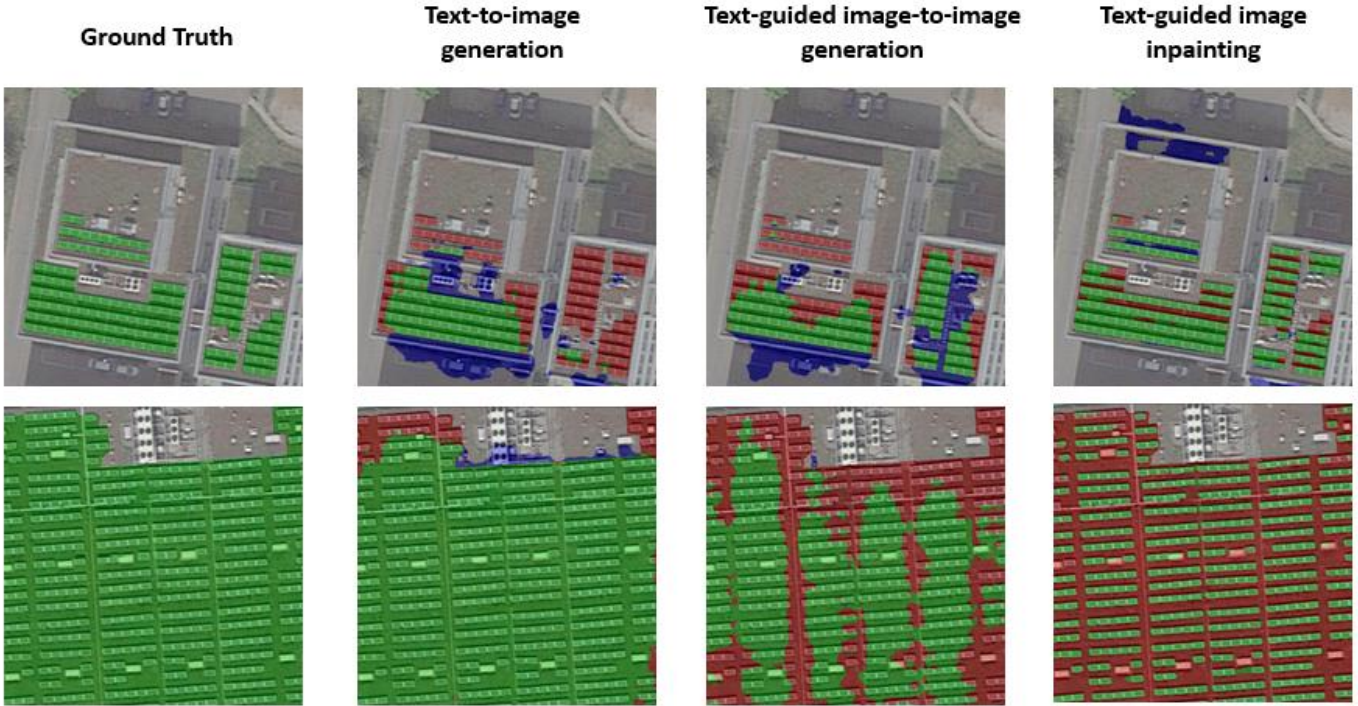 Ground Truth
Text-to-image
generation
Text-guided image-to-image
generation
Text-guided image
inpainting